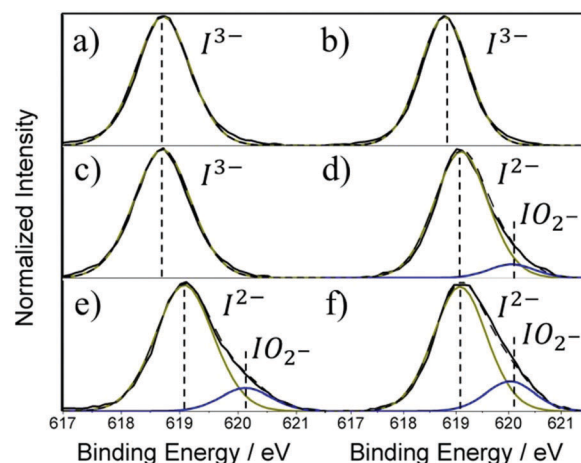 a) I³⁻ b) I³⁻
c) I³⁻ d) I²⁻
IO₂₋
e) I²⁻ f) I²⁻
IO₂₋ IO₂₋
617 618 619 620 621 617 618 619 620 621
Binding Energy / eV Binding Energy / eV
Normalized Intensity